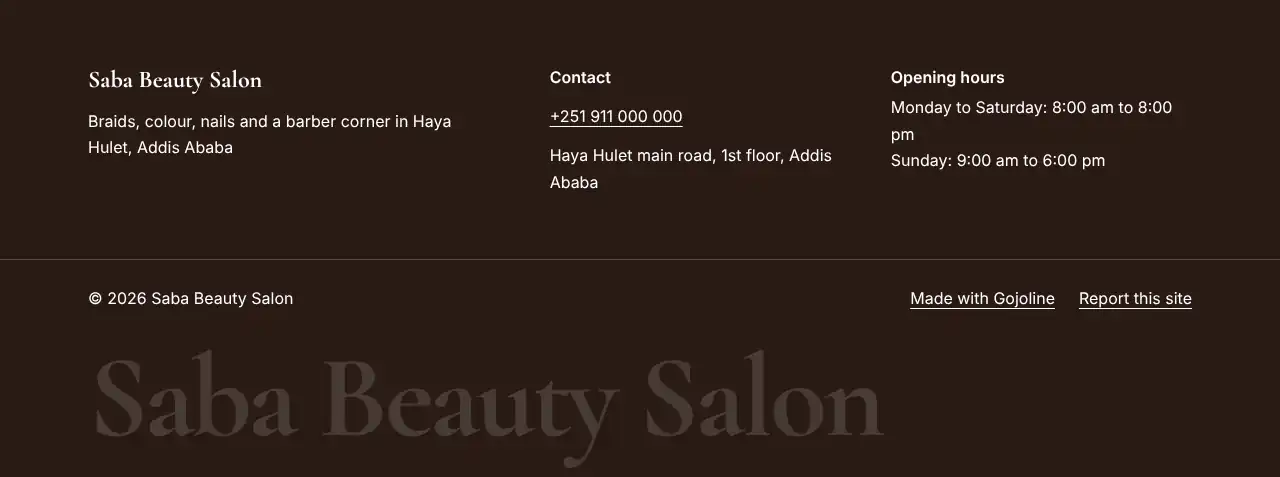 Saba Beauty Salon
Braids, colour, nails and a barber corner in Haya
Hulet, Addis Ababa
Contact
+251 911 000 000
Haya Hulet main road, 1st floor, Addis
Ababa
Opening hours
Monday to Saturday: 8:00 am to 8:00
pm
Sunday: 9:00 am to 6:00 pm
© 2026 Saba Beauty Salon
Made with Gojoline
Report this site
Saba Beauty Salon